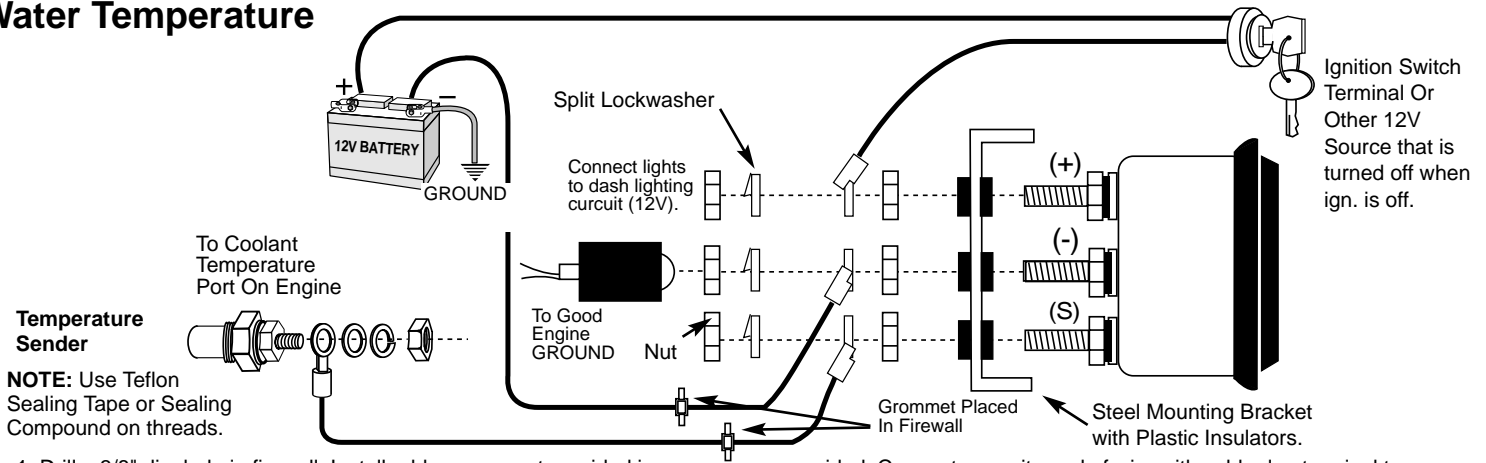 Water Temperature
+
–
12V BATTERY
GROUND
Split Lockwasher
Connect lights
to dash lighting
curcuit (12V).
Ignition Switch
Terminal Or
Other 12V
Source that is
turned off when
ign. is off.
(+)
(-)
(S)
To Coolant
Temperature
Port On Engine
Temperature
Sender
NOTE: Use Teflon
Sealing Tape or Sealing
Compound on threads.
To Good
Engine
GROUND
Nut
Grommet Placed
In Firewall
Steel Mounting Bracket
with Plastic Insulators.